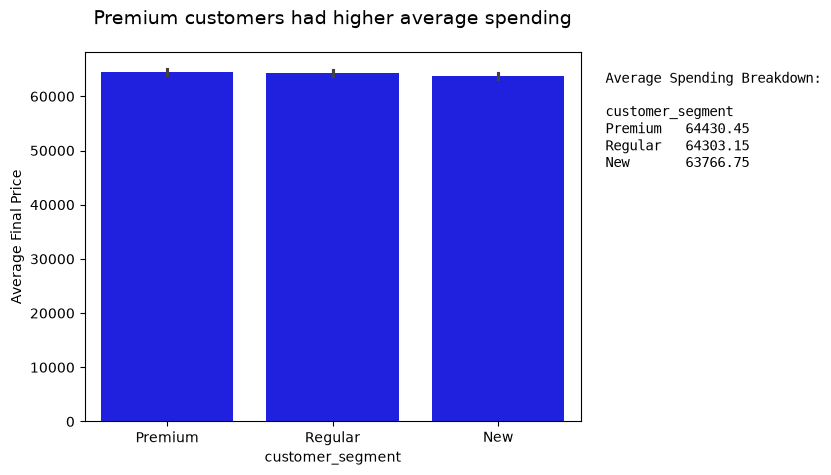 Premium customers had higher average spending
Average Final Price
60000
50000
40000
30000
20000
10000
0
Premium Regular New
customer_segment
Average Spending Breakdown:
customer_segment
Premium 64430.45
Regular 64303.15
New 63766.75